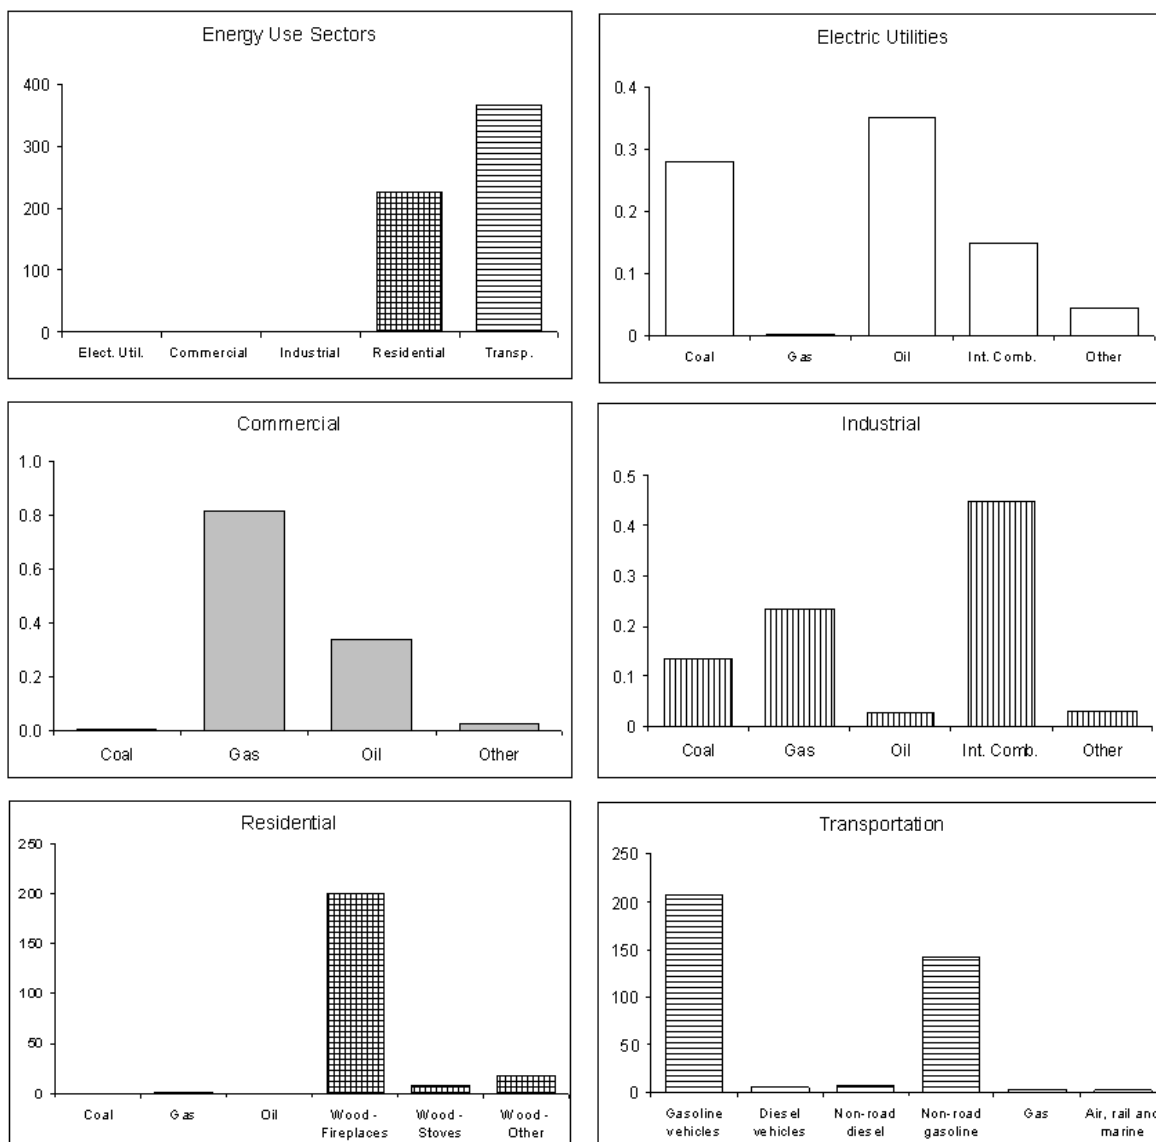 Energy Use Sectors
400
300
200
100
0
Elect. Util. Commercial Industrial Residential Transp.
Electric Utilities
0.4
0.3
0.2
0.1
0
Coal Gas Oil Int. Comb. Other
Commercial
1.0
0.8
0.6
0.4
0.2
0.0
Coal Gas Oil Other
Industrial
0.5
0.4
0.3
0.2
0.1
0
Coal Gas Oil Int. Comb. Other
Residential
250
200
150
100
50
0
Coal Gas Oil Wood - Wood - Wood -
Fireplaces Stoves Other
Transportation
250
200
150
100
50
0
Gasoline Diesel Non-road Non-road Gas Air, rail and
vehicles vehicles diesel gasoline marine